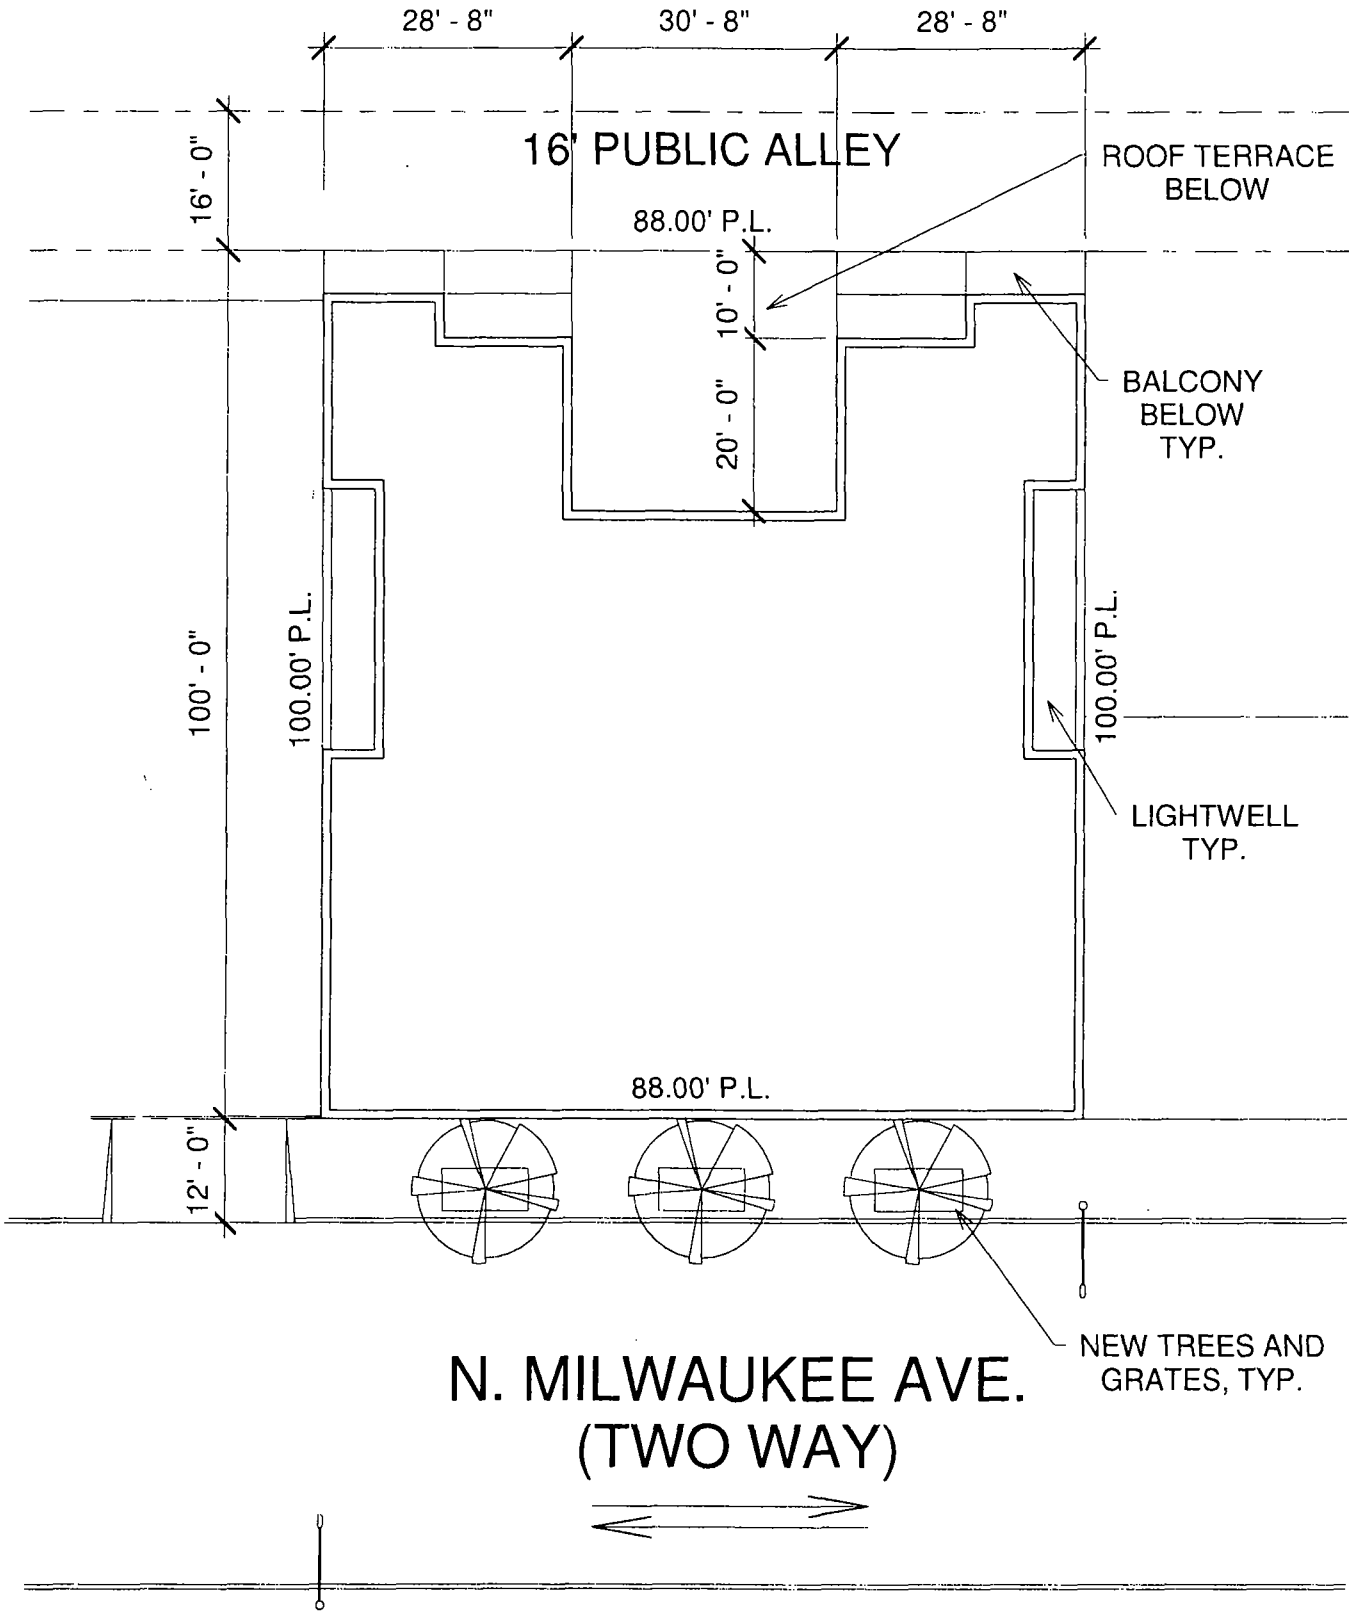 28' - 8"
30' - 8"
28' - 8"
16' - 0"
16' PUBLIC ALLEY
ROOF TERRACE
BELOW
88.00' P.L.
10' - 0"
20' - 0"
BALCONY
BELOW
TYP.
100' - 0"
100.00' P.L.
100.00' P.L.
LIGHTWELL
TYP.
88.00' P.L.
12' - 0"
NEW TREES AND
GRATES, TYP.
N. MILWAUKEE AVE.
(TWO WAY)